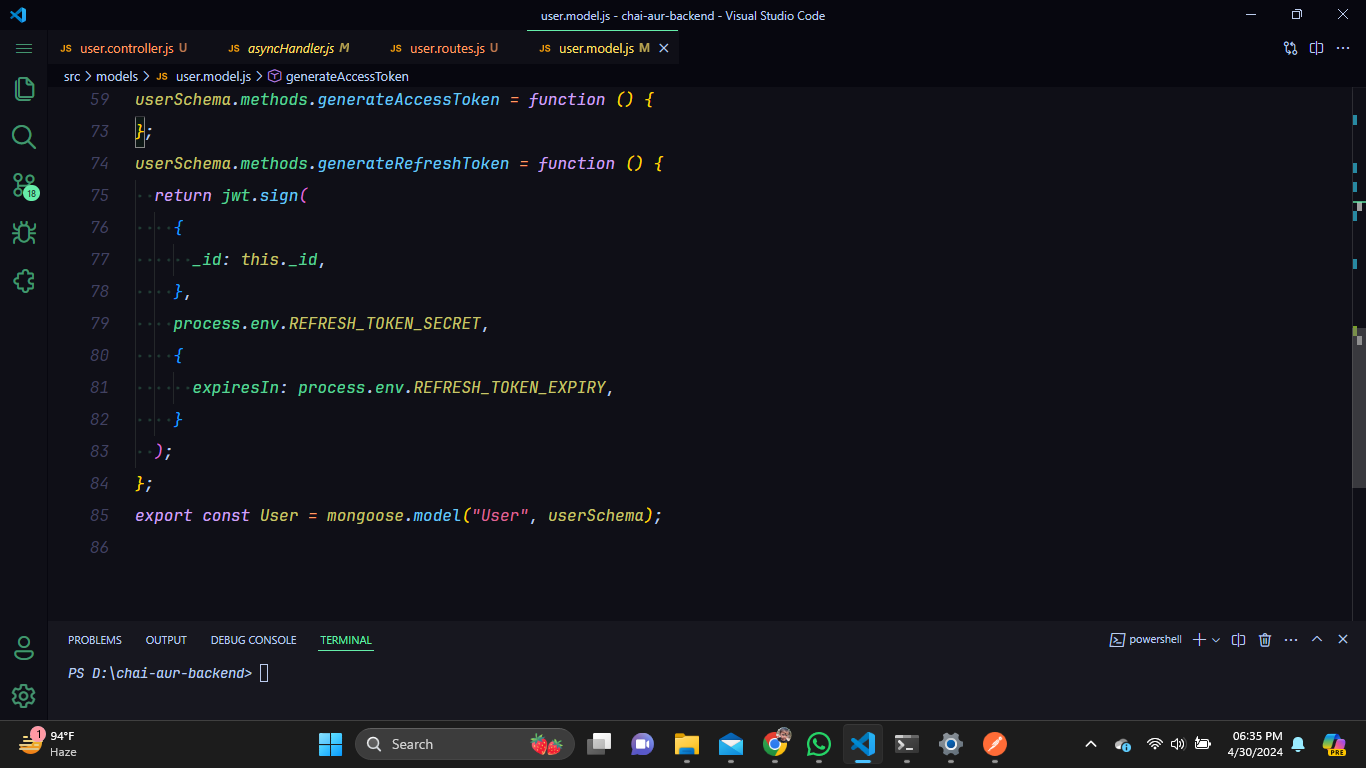 user.model.js - chai-aur-backend - Visual Studio Code
JS user.controller.js U
JS asyncHandler.js M
JS user.routes.js U
JS user.model.js M
src > models > JS user.model.js > generateAccessToken
59 userSchema.methods.generateAccessToken = function () {
73 };
74 userSchema.methods.generateRefreshToken = function () {
75 return jwt.sign(
76 {
77 _id: this._id,
78 },
79 process.env.REFRESH_TOKEN_SECRET,
80 {
81 expiresIn: process.env.REFRESH_TOKEN_EXPIRY,
82 }
83 );
84 };
85 export const User = mongoose.model("User", userSchema);
86
18
PROBLEMS OUTPUT DEBUG CONSOLE TERMINAL
powershell
PS D:\chai-aur-backend>
1
94°F
Haze
Search
06:35 PM
4/30/2024
PRE